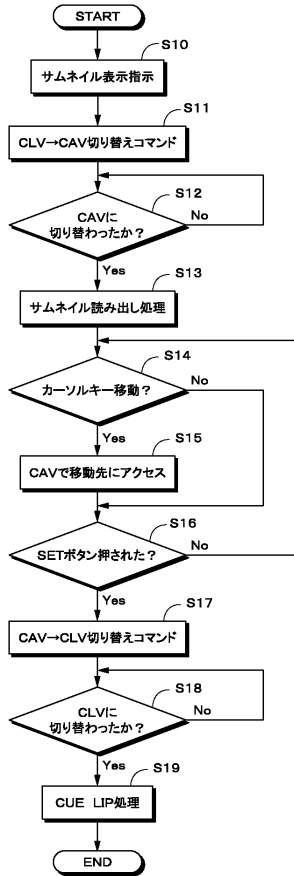 START
S10
サムネイル表示指示
S11
CLV→CAV切り替えコマンド
S12
CAVに
切り替わったか？
No
Yes
S13
サムネイル読み出し処理
S14
カーソルキー移動？
No
Yes
S15
CAVで移動先にアクセス
S16
SETボタン押された？
No
Yes
S17
CAV→CLV切り替えコマンド
S18
CLVに
切り替わったか？
No
Yes
S19
CUE LIP処理
END